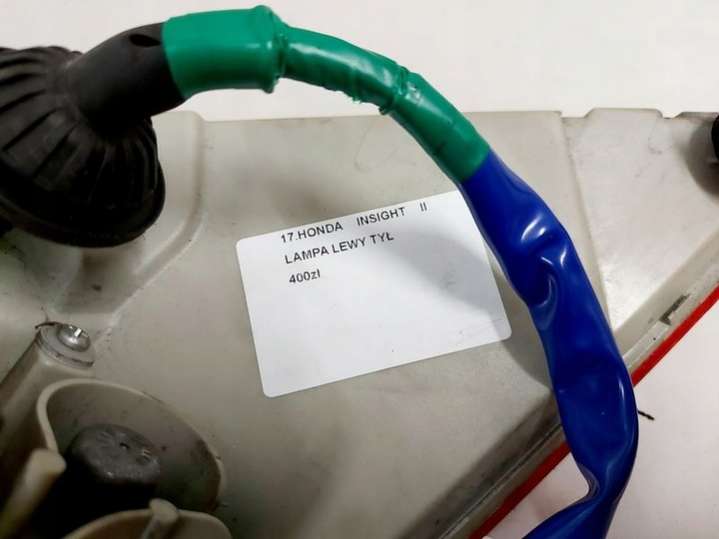 17.HONDA INSIGHT II
LAMPA LEWY TYŁ
400zł